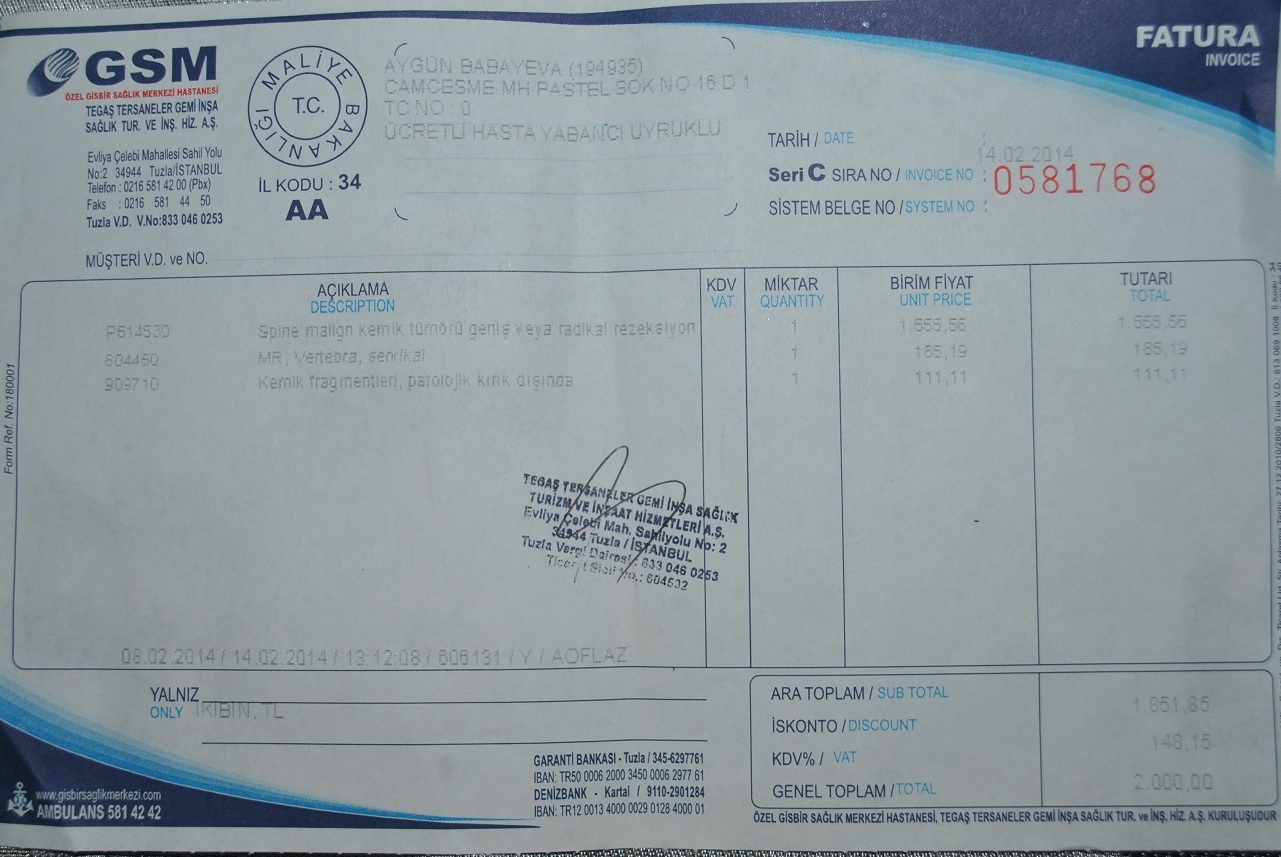 GSM
ÖZEL GİSBİR SAĞLIK MERKEZİ HASTANESİ
TEGAŞ TERSANELER GEMİ İNŞA
SAĞLIK TUR. VE İNŞ. HİZ. A.Ş.
Evliya Çelebi Mahallesi Sahil Yolu
No:2 34944 Tuzla/İSTANBUL
Telefon : 0216 581 42 00 (Pbx)
Faks : 0216 581 44 50
Tuzla V.D. V.No:833 046 0253
MALİYE BAKANLIĞI
T.C.
İL KODU : 34
AA
AYGÜN BABAYEVA (194935)
CAMCESME MH PASTEL SOK NO 16 D 1
TC NO : 0
ÜCRETLİ HASTA YABANCI UYRUKLU
FATURA
INVOICE
TARİH / DATE
14.02.2014
Seri C SIRA NO / INVOICE NO : 0581768
SİSTEM BELGE NO / SYSTEM NO :
MÜŞTERİ V.D. ve NO.
AÇIKLAMA KDV MİKTAR BİRİM FİYAT TUTARI
DESCRIPTION VAT QUANTITY UNIT PRICE TOTAL
P614530 Spine malign kemik tümörü geniş veya radikal rezeksiyon 1 1.555,56 1.555,56
804450 MR, Vertebra, servikal 1 185,19 185,19
909710 Kemik fragmentleri, patolojik kırık dışında 1 111,11 111,11
TEGAŞ TERSANELER GEMİ İNŞA SAĞLIK
TURİZM VE İNŞAAT HİZMETLERİ A.Ş.
Evliya Çelebi Mah. Sahilyolu No: 2
34944 Tuzla / İSTANBUL
Tuzla Vergi Dairesi : 833 046 0253
Ticaret Sicil No.: 604532
08.02.2014 / 14.02.2014 / 13:12:08 / 606131 / Y / AOFLAZ
YALNIZ
ONLY İKİBİN, TL
ARA TOPLAM / SUB TOTAL 1.851,85
İSKONTO / DISCOUNT
148,15
KDV% / VAT
GENEL TOPLAM / TOTAL 2.000,00
GARANTİ BANKASI - Tuzla / 345-6297761
IBAN: TR50 0006 2000 3450 0006 2977 61
DENİZBANK - Kartal / 9110-2901284
IBAN: TR12 0013 4000 0029 0128 4000 01
www.gisbirsaglikmerkezi.com
AMBULANS 581 42 42
ÖZEL GİSBİR SAĞLIK MERKEZİ HASTANESİ, TEGAŞ TERSANELER GEMİ İNŞA SAĞLIK TUR. ve İNŞ. HİZ. A.Ş. KURULUŞUDUR
Form Ref. No:180001